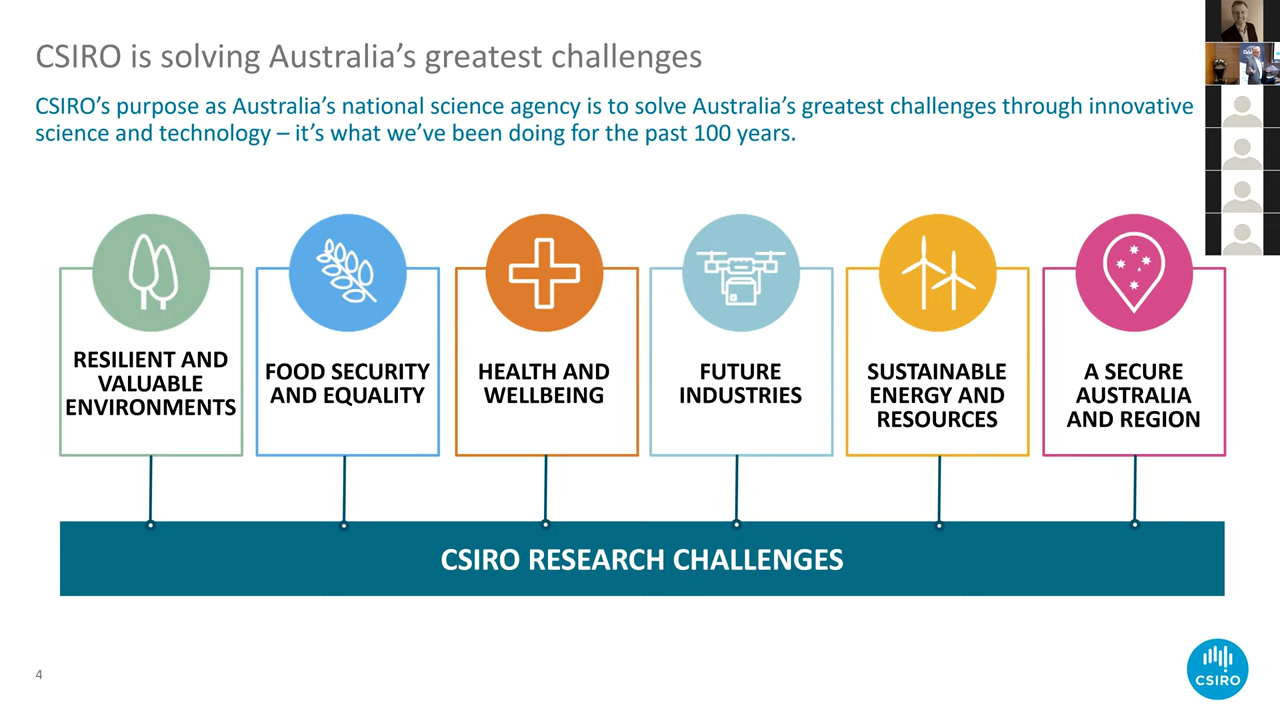 CSIRO is solving Australia's greatest challenges
CSIRO's purpose as Australia's national science agency is to solve Australia's greatest challenges through innovative
science and technology – it's what we've been doing for the past 100 years.
RESILIENT AND
VALUABLE
ENVIRONMENTS
FOOD SECURITY
AND EQUALITY
HEALTH AND
WELLBEING
FUTURE
INDUSTRIES
SUSTAINABLE
ENERGY AND
RESOURCES
A SECURE
AUSTRALIA
AND REGION
CSIRO RESEARCH CHALLENGES
4
CSIRO